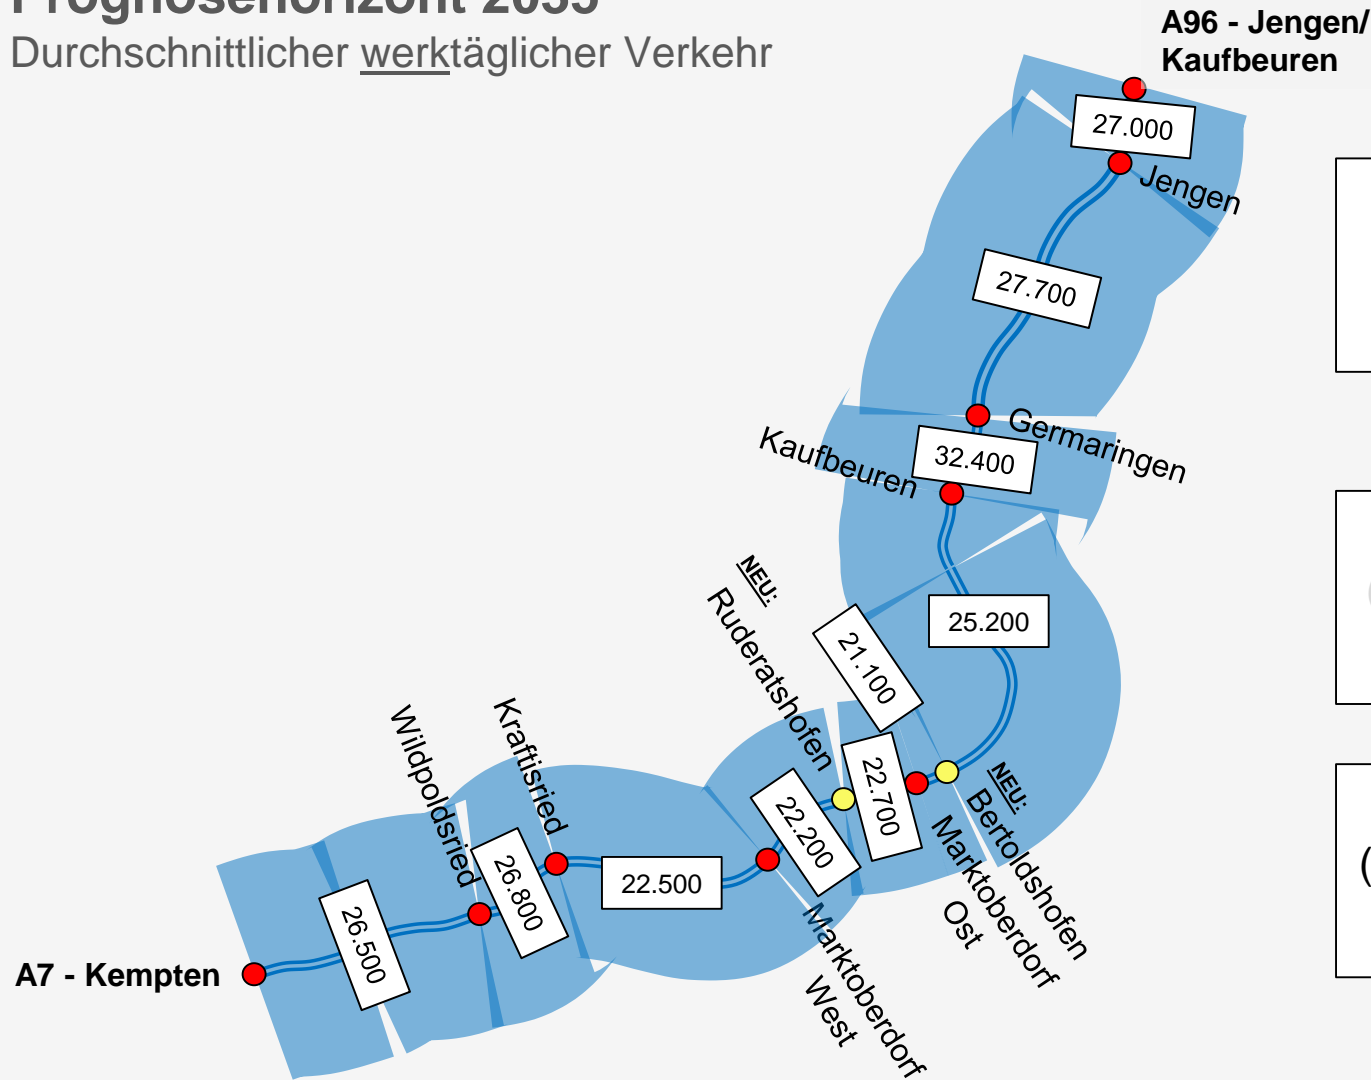 Prognosehorizont 2035
Durchschnittlicher werktäglicher Verkehr
A96 - Jengen/
Kaufbeuren
27.000
Jengen
27.700
Germaringen
32.400
Kaufbeuren
25.200
NEU:
Ruderatshofen
21.100
22.700
NEU:
Bertoldshofen
Marktoberdorf
Ost
22.200
Marktoberdorf
West
22.500
Kraftisried
Wildpoldsried
26.800
26.500
A7 - Kempten
(